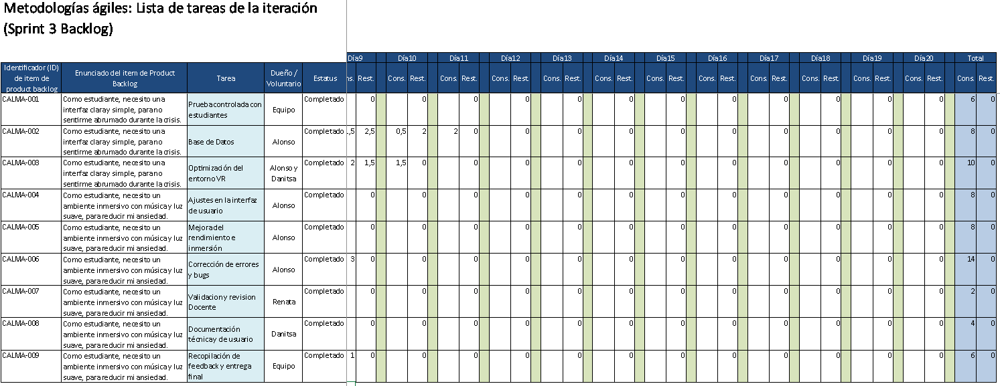 Metodologías ágiles: Lista de tareas de la iteración
(Sprint 3 Backlog)
Día9 Día10 Día11 Día12 Día13 Día14 Día15 Día16 Día17 Día18 Día19 Día20 Total
Identificador (ID) de item de product backlog Enunciado del item de Product Backlog Tarea Dueño / Voluntario Estatus ns. Rest. Cons. Rest. Cons. Rest. Cons. Rest. Cons. Rest. Cons. Rest. Cons. Rest. Cons. Rest. Cons. Rest. Cons. Rest. Cons. Rest. Cons. Rest. Cons. Rest.
CALMA-001 Como estudiante, necesito una interfaz clara y simple, para no sentirme abrumado durante la crisis. Prueba controlada con estudiantes Equipo Completado 0 0 0 0 0 0 0 0 0 0 0 0 6 0
CALMA-002 Como estudiante, necesito una interfaz clara y simple, para no sentirme abrumado durante la crisis. Base de Datos Alonso Completado ,5 2,5 0,5 2 2 0 0 0 0 0 0 0 0 0 0 8 0
CALMA-003 Como estudiante, necesito una interfaz clara y simple, para no sentirme abrumado durante la crisis. Optimización del entorno VR Alonso y Danitsa Completado 2 1,5 1,5 0 0 0 0 0 0 0 0 0 0 0 10 0
CALMA-004 Como estudiante, necesito un ambiente inmersivo con música y luz suave, para reducir mi ansiedad. Ajustes en la interfaz de usuario Alonso Completado 0 0 0 0 0 0 0 0 0 0 0 0 8 0
CALMA-005 Como estudiante, necesito un ambiente inmersivo con música y luz suave, para reducir mi ansiedad. Mejora del rendimiento e inmersión Alonso Completado 0 0 0 0 0 0 0 0 0 0 0 0 8 0
CALMA-006 Como estudiante, necesito un ambiente inmersivo con música y luz suave, para reducir mi ansiedad. Corrección de errores y bugs Alonso Completado 3 0 0 0 0 0 0 0 0 0 0 0 0 14 0
CALMA-007 Como estudiante, necesito un ambiente inmersivo con música y luz suave, para reducir mi ansiedad. Validacion y revision Docente Renata Completado 0 0 0 0 0 0 0 0 0 0 0 0 2 0
CALMA-008 Como estudiante, necesito un ambiente inmersivo con música y luz suave, para reducir mi ansiedad. Documentación técnica y de usuario Danitsa Completado 0 0 0 0 0 0 0 0 0 0 0 0 4 0
CALMA-009 Como estudiante, necesito un ambiente inmersivo con música y luz suave, para reducir mi ansiedad. Recopilación de feedback y entrega final Equipo Completado 1 0 0 0 0 0 0 0 0 0 0 0 0 6 0